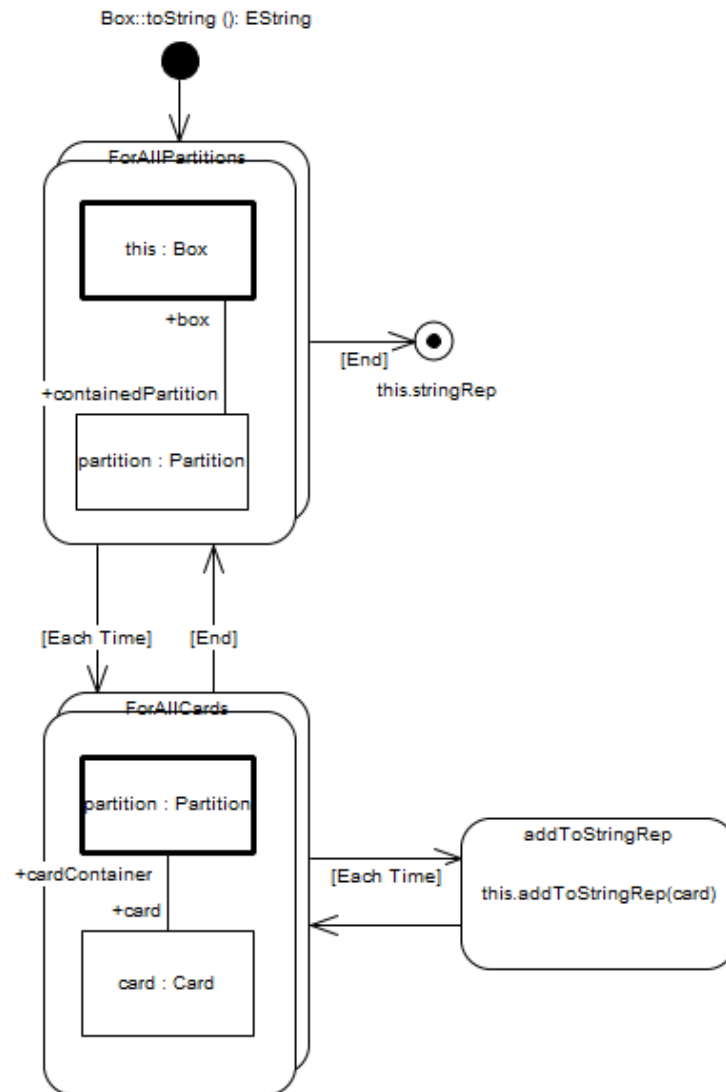 Box::toString (): EString
ForAllPartitions
this : Box
+box
[End]
this.stringRep
+containedPartition
partition : Partition
[Each Time]
[End]
ForAllCards
partition : Partition
+cardContainer
+card
card : Card
[Each Time]
addToStringRep
this.addToStringRep(card)